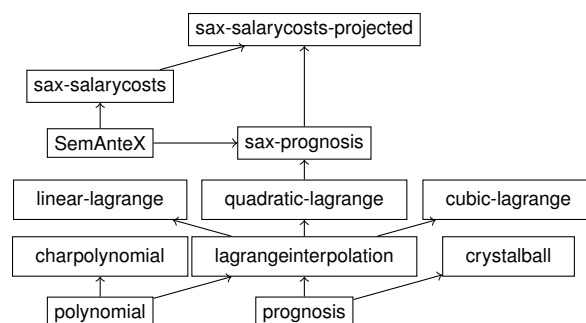 sax-salarycosts-projected
sax-salarycosts
SemAnteX
sax-prognosis
linear-lagrange
quadratic-lagrange
cubic-lagrange
charpolynomial
lagrangeinterpolation
crystalball
polynomial
prognosis